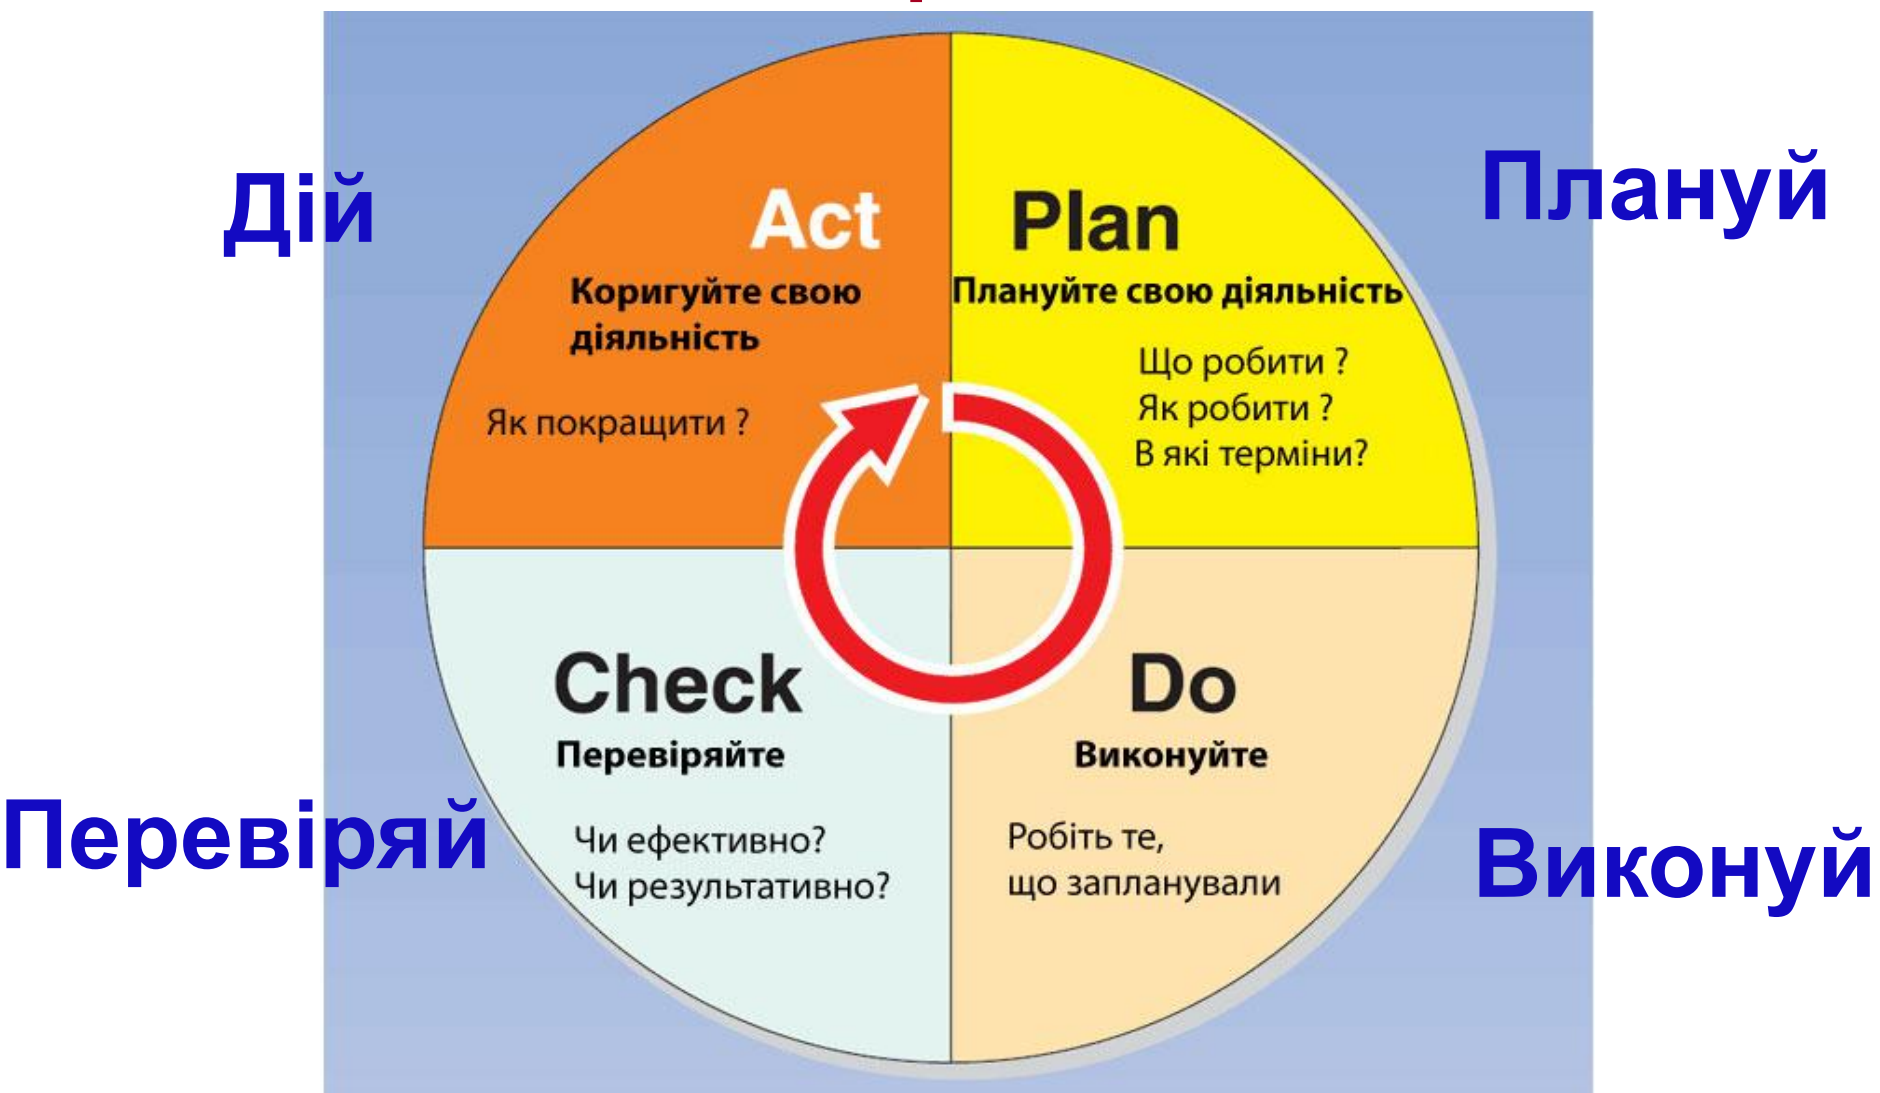 Дій
Плануй
Act
Коригуйте свою
діяльність
Як покращити ?
Plan
Плануйте свою діяльність
Що робити ?
Як робити ?
В які терміни?
Check
Перевіряйте
Чи ефективно?
Чи результативно?
Do
Виконуйте
Робіть те,
що запланували
Перевіряй
Виконуй